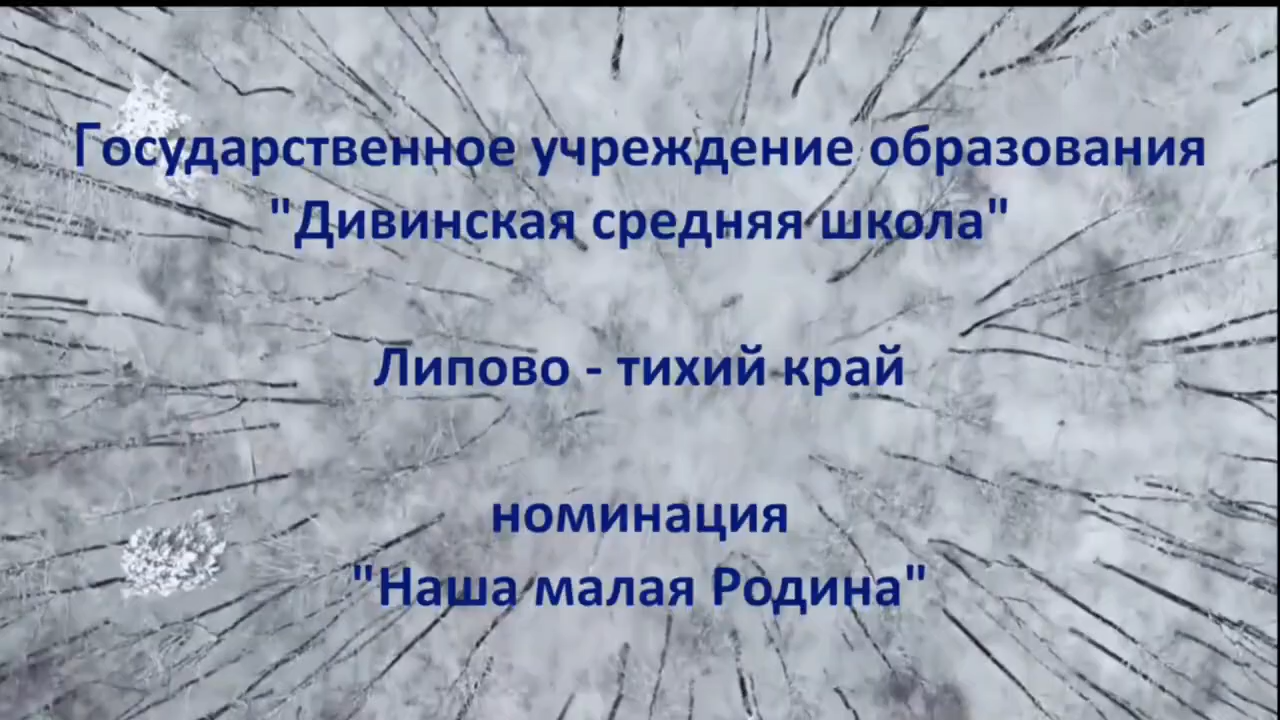 Государственное учреждение образования
"Дивинская средняя школа"
Липово - тихий край
номинация
"Наша малая Родина"